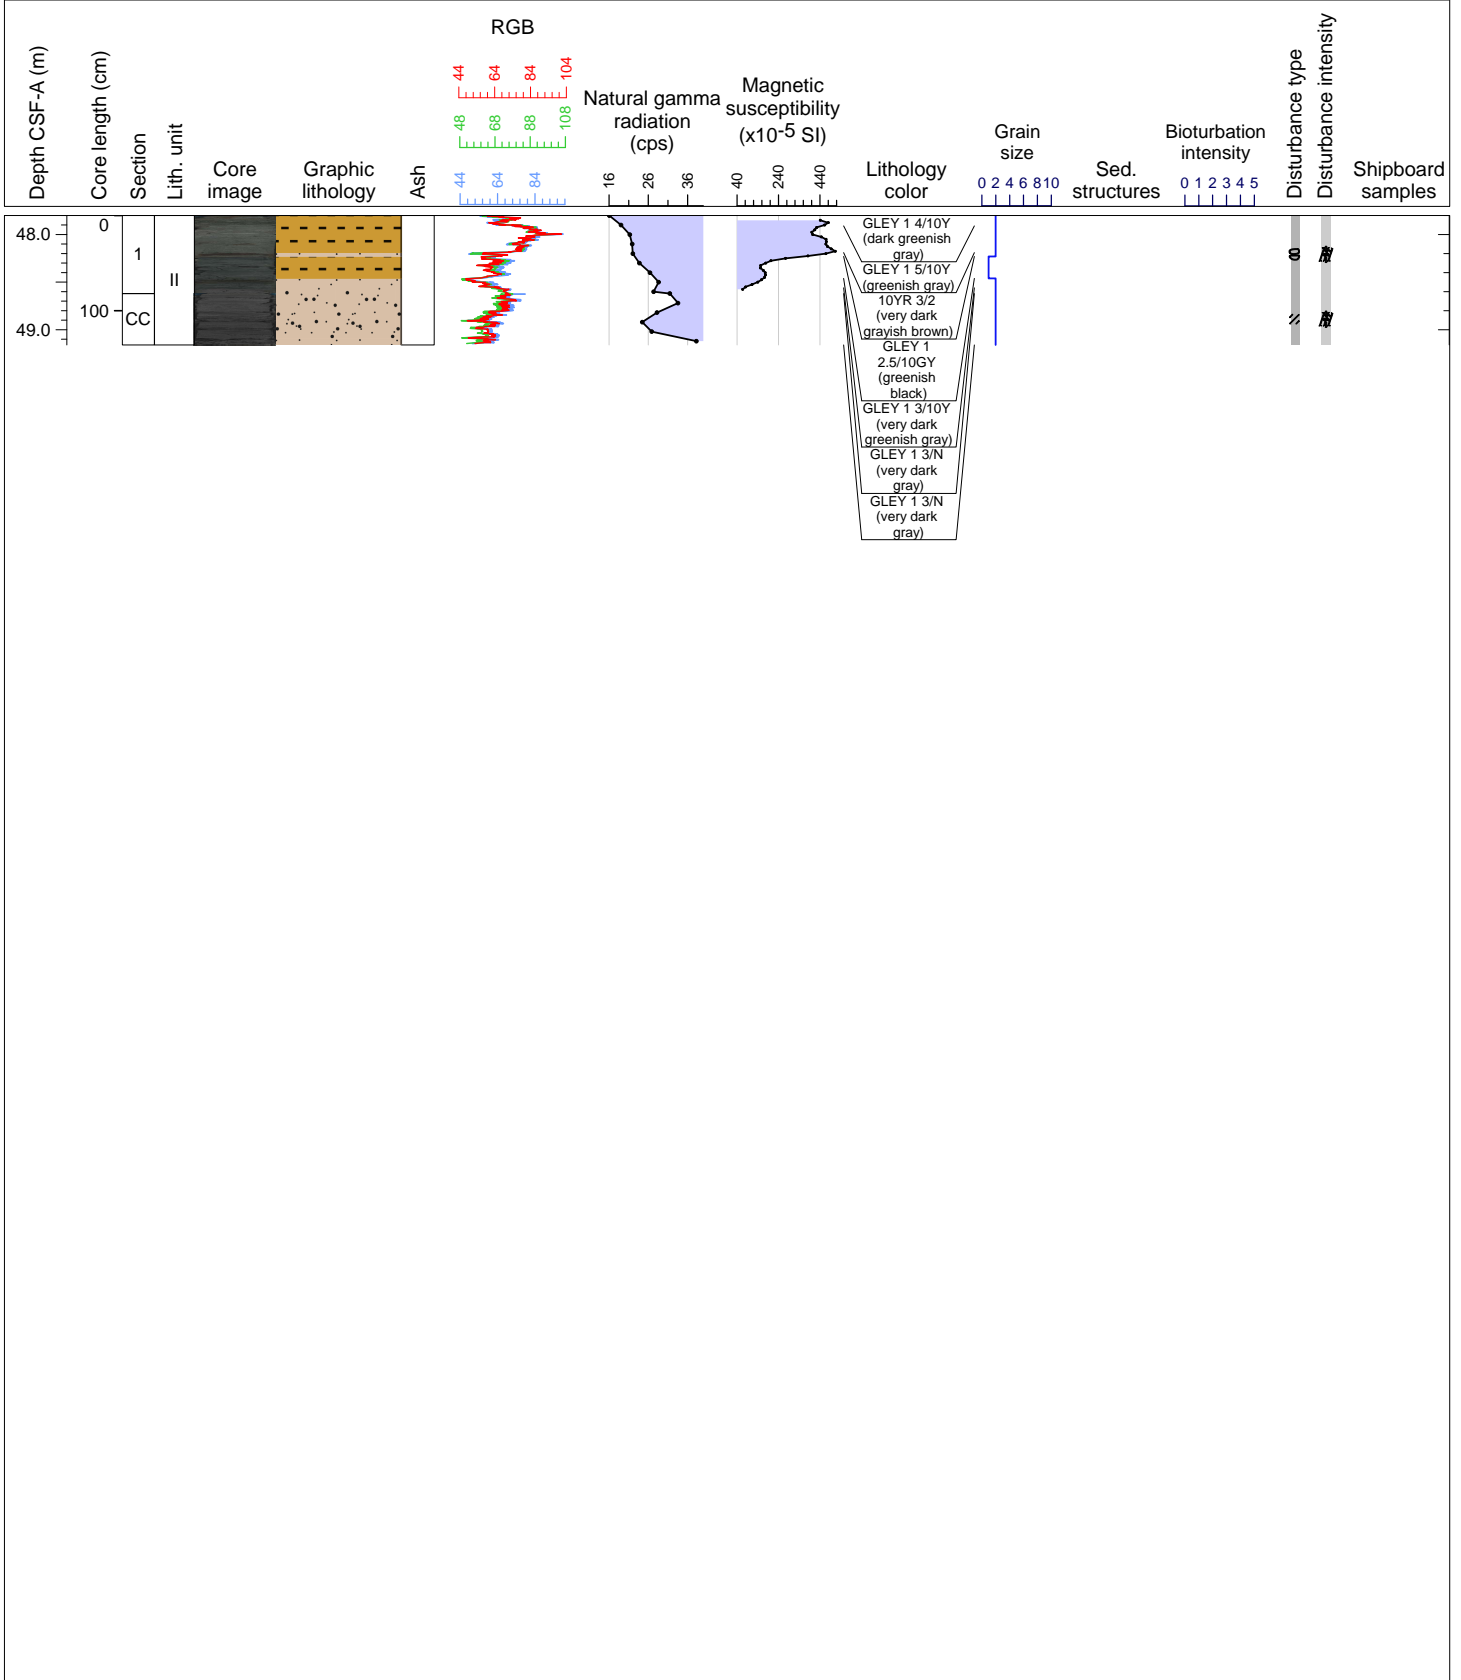 RGB
44 64 84 104
48 68 88 108
44 64 84
Depth CSF-A (m)
Core length (cm)
Section
Lith. unit
Core
image
Graphic
lithology
Ash
Natural gamma
radiation
(cps)
16 26 36
Magnetic
susceptibility
(x10-5 SI)
40 240 440
Lithology
color
Grain
size
0 2 4 6 8 10
Sed.
structures
Bioturbation
intensity
0 1 2 3 4 5
Disturbance type
Disturbance intensity
Shipboard
samples
48.0
49.0
0
100
1
CC
II
GLEY 1 4/10Y
(dark greenish
gray)
GLEY 1 5/10Y
(greenish gray)
10YR 3/2
(very dark
grayish brown)
GLEY 1
2.5/10GY
(greenish
black)
GLEY 1 3/10Y
(very dark
greenish gray)
GLEY 1 3/N
(very dark
gray)
GLEY 1 3/N
(very dark
gray)